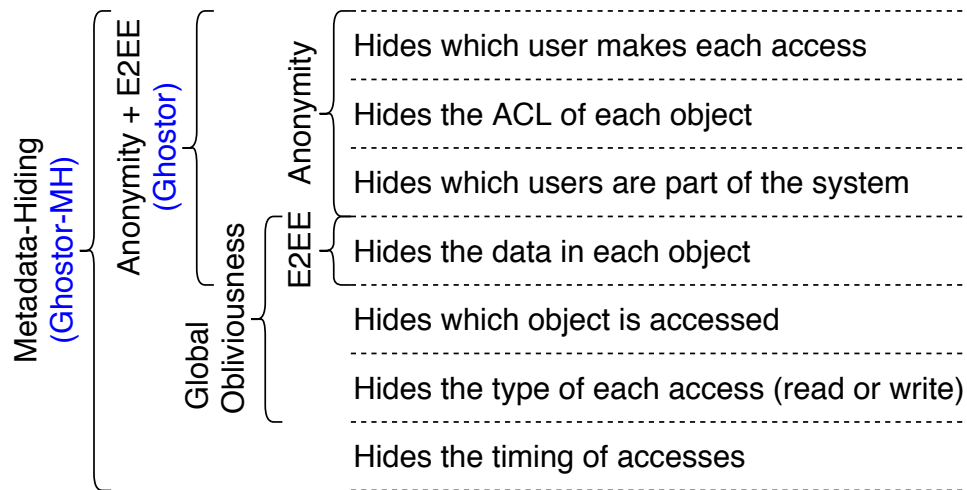 Metadata-Hiding
(Ghostor-MH)
Anonymity + E2EE
(Ghostor)
Global
Obliviousness
Anonymity
E2EE
Hides which user makes each access
Hides the ACL of each object
Hides which users are part of the system
Hides the data in each object
Hides which object is accessed
Hides the type of each access (read or write)
Hides the timing of accesses